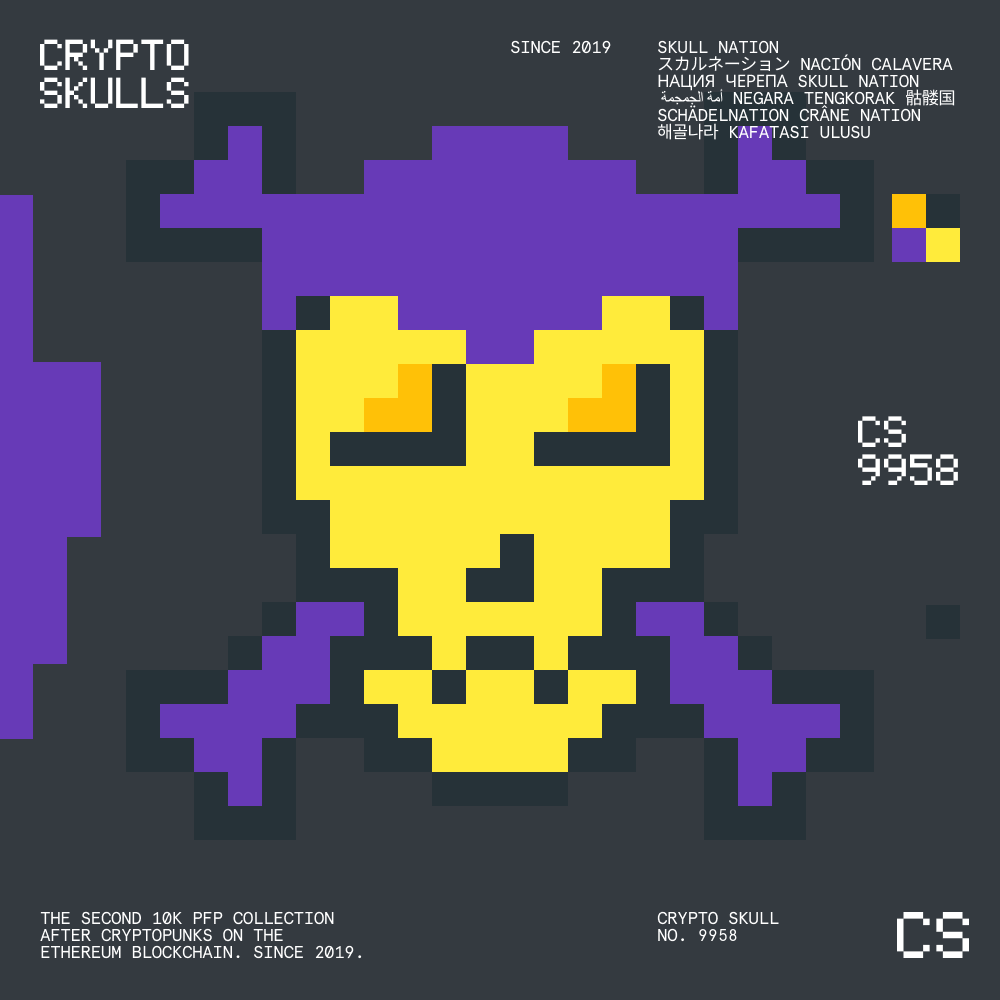 CRYPTO
SKULLS
SINCE 2019
SKULL NATION
スカルネーション NACIÓN CALAVERA
НАЦИЯ ЧЕРЕПА SKULL NATION
أمة الجمجمة NEGARA TENGKORAK 骷髅国
SCHÄDELNATION CRÂNE NATION
해골나라 KAFATASI ULUSU
CS
9958
THE SECOND 10K PFP COLLECTION
AFTER CRYPTOPUNKS ON THE
ETHEREUM BLOCKCHAIN. SINCE 2019.
CRYPTO SKULL
NO. 9958
CS